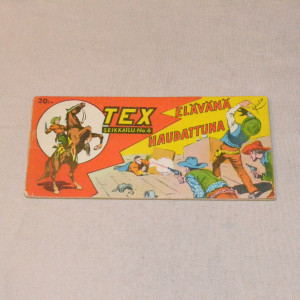 20:-
TEX
SEIKKAILU No 6
ELÄVÄNÄ
HAUDATTUNA